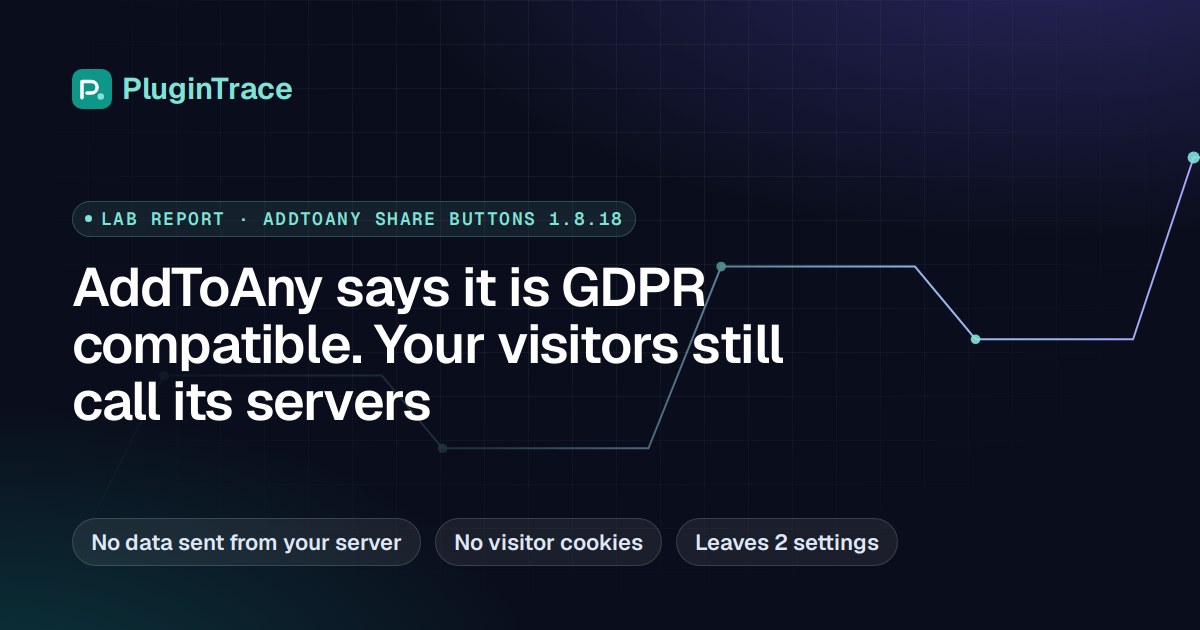 PluginTrace
LAB REPORT · ADDTOANY SHARE BUTTONS 1.8.18
AddToAny says it is GDPR
compatible. Your visitors still
call its servers
No data sent from your server
No visitor cookies
Leaves 2 settings